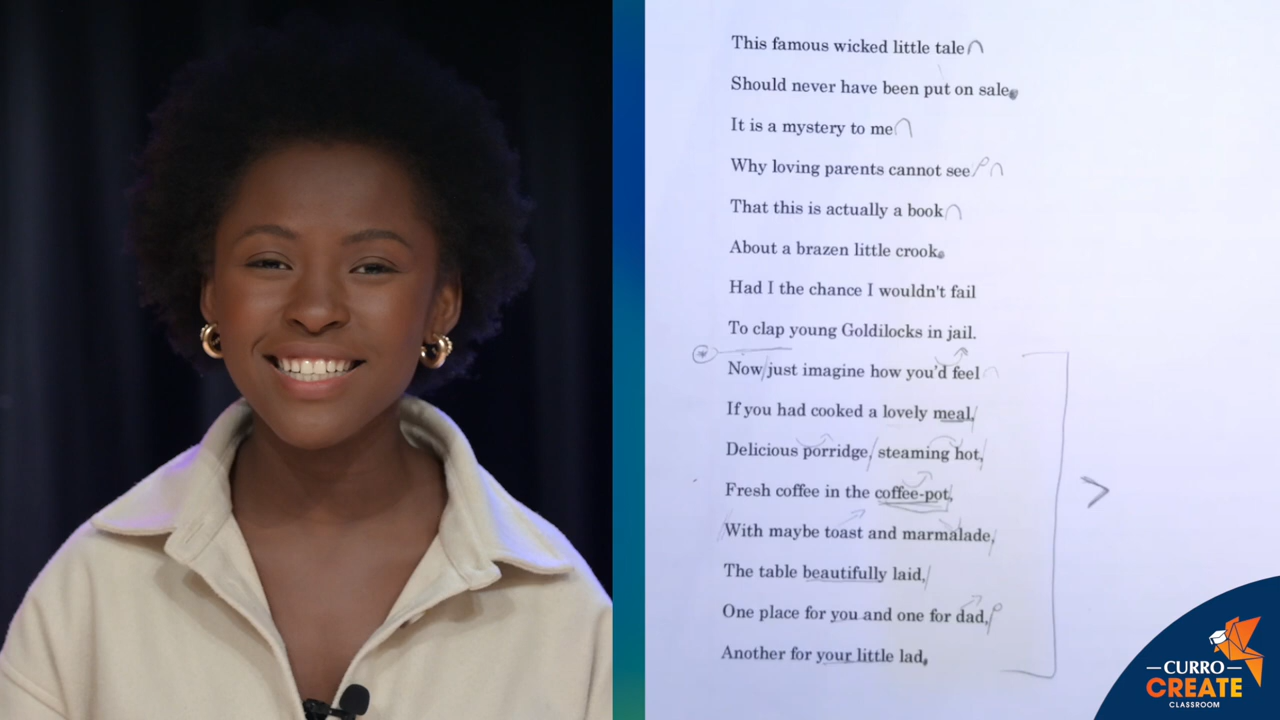 This famous wicked little tale
Should never have been put on sale.
It is a mystery to me
Why loving parents cannot see
That this is actually a book
About a brazen little crook.
Had I the chance I wouldn't fail
To clap young Goldilocks in jail.
Now just imagine how you'd feel
If you had cooked a lovely meal,
Delicious porridge, steaming hot,
Fresh coffee in the coffee-pot,
With maybe toast and marmalade,
The table beautifully laid,
One place for you and one for dad,
Another for your little lad.
CURRO
CREATE
CLASSROOM